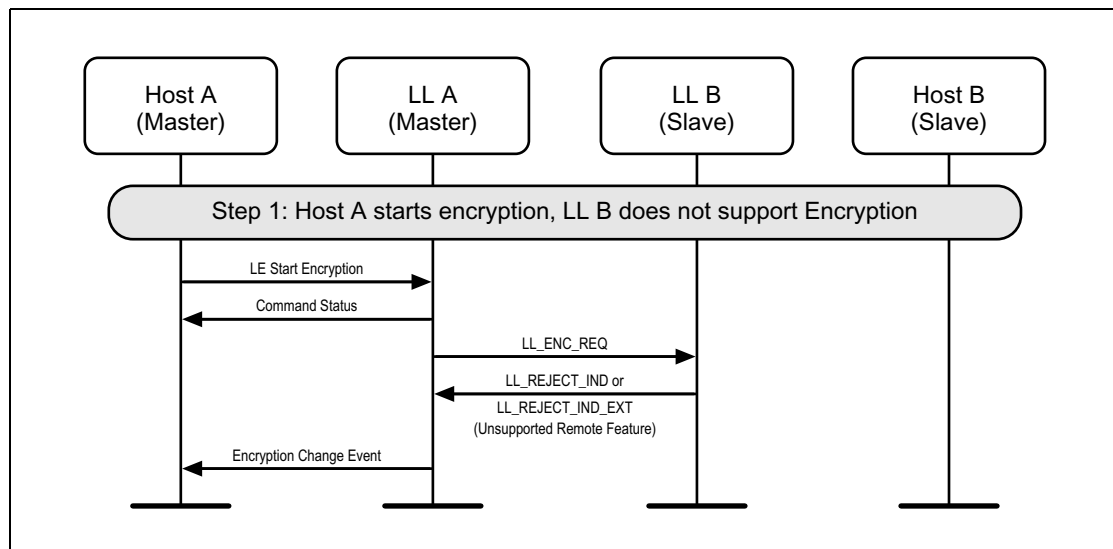 Host A
(Master)
LL A
(Master)
LL B
(Slave)
Host B
(Slave)
Step 1: Host A starts encryption, LL B does not support Encryption
LE Start Encryption
Command Status
LL_ENC_REQ
LL_REJECT_IND or
LL_REJECT_IND_EXT
(Unsupported Remote Feature)
Encryption Change Event